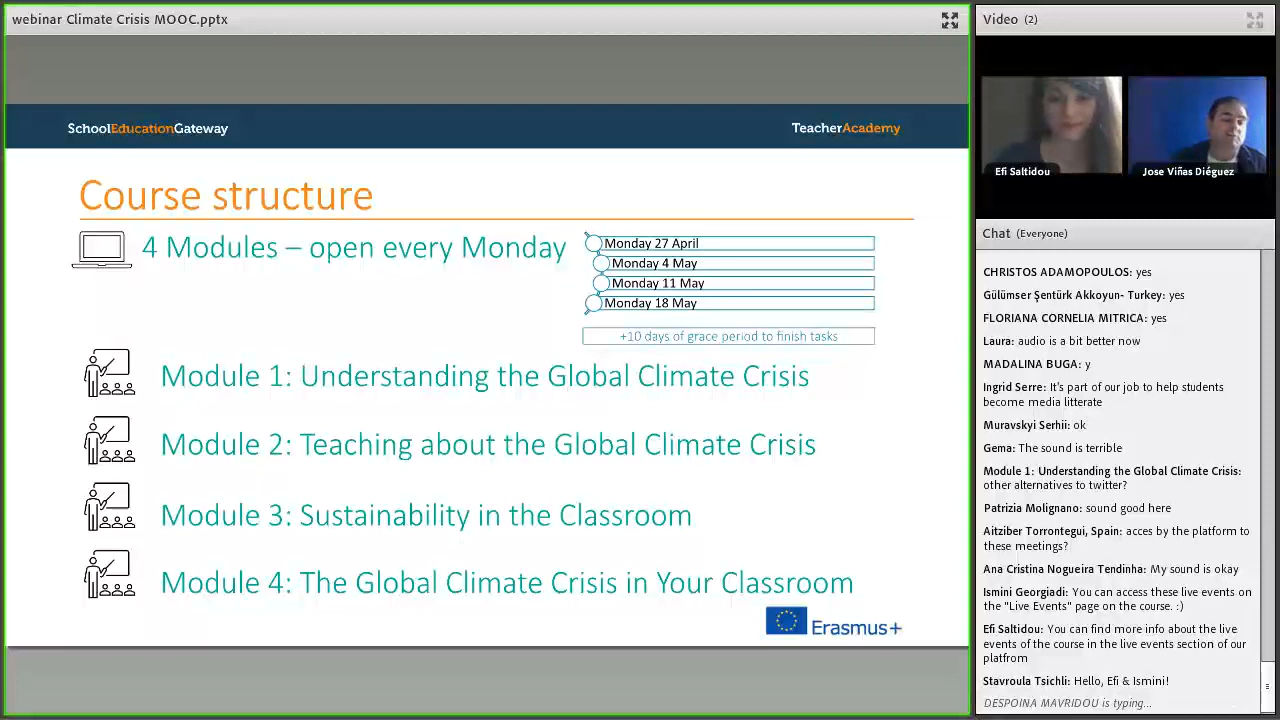 webinar Climate Crisis MOOC.pptx
SchoolEducationGateway
TeacherAcademy
Course structure
4 Modules – open every Monday
Monday 27 April
Monday 4 May
Monday 11 May
Monday 18 May
+10 days of grace period to finish tasks
Module 1: Understanding the Global Climate Crisis
Module 2: Teaching about the Global Climate Crisis
Module 3: Sustainability in the Classroom
Module 4: The Global Climate Crisis in Your Classroom
Erasmus+
Video (2)
Efi Saltidou
Jose Viñas Diéguez
Chat (Everyone)
CHRISTOS ADAMOPOULOS: yes
Gülümser Şentürk Akkoyun- Turkey: yes
FLORIANA CORNELIA MITRICA: yes
Laura: audio is a bit better now
MADALINA BUGA: y
Ingrid Serre: It's part of our job to help students
become media litterate
Muravskyi Serhii: ok
Gema: The sound is terrible
Module 1: Understanding the Global Climate Crisis:
other alternatives to twitter?
Patrizia Molignano: sound good here
Aitziber Torrontegui, Spain: acces by the platform to
these meetings?
Ana Cristina Nogueira Tendinha: My sound is okay
Ismini Georgiadi: You can access these live events on
the "Live Events" page on the course. :)
Efi Saltidou: You can find more info about the live
events of the course in the live events section of our
platfrom
Stavroula Tsichli: Hello, Efi & Ismini!
DESPOINA MAVRIDOU is typing...